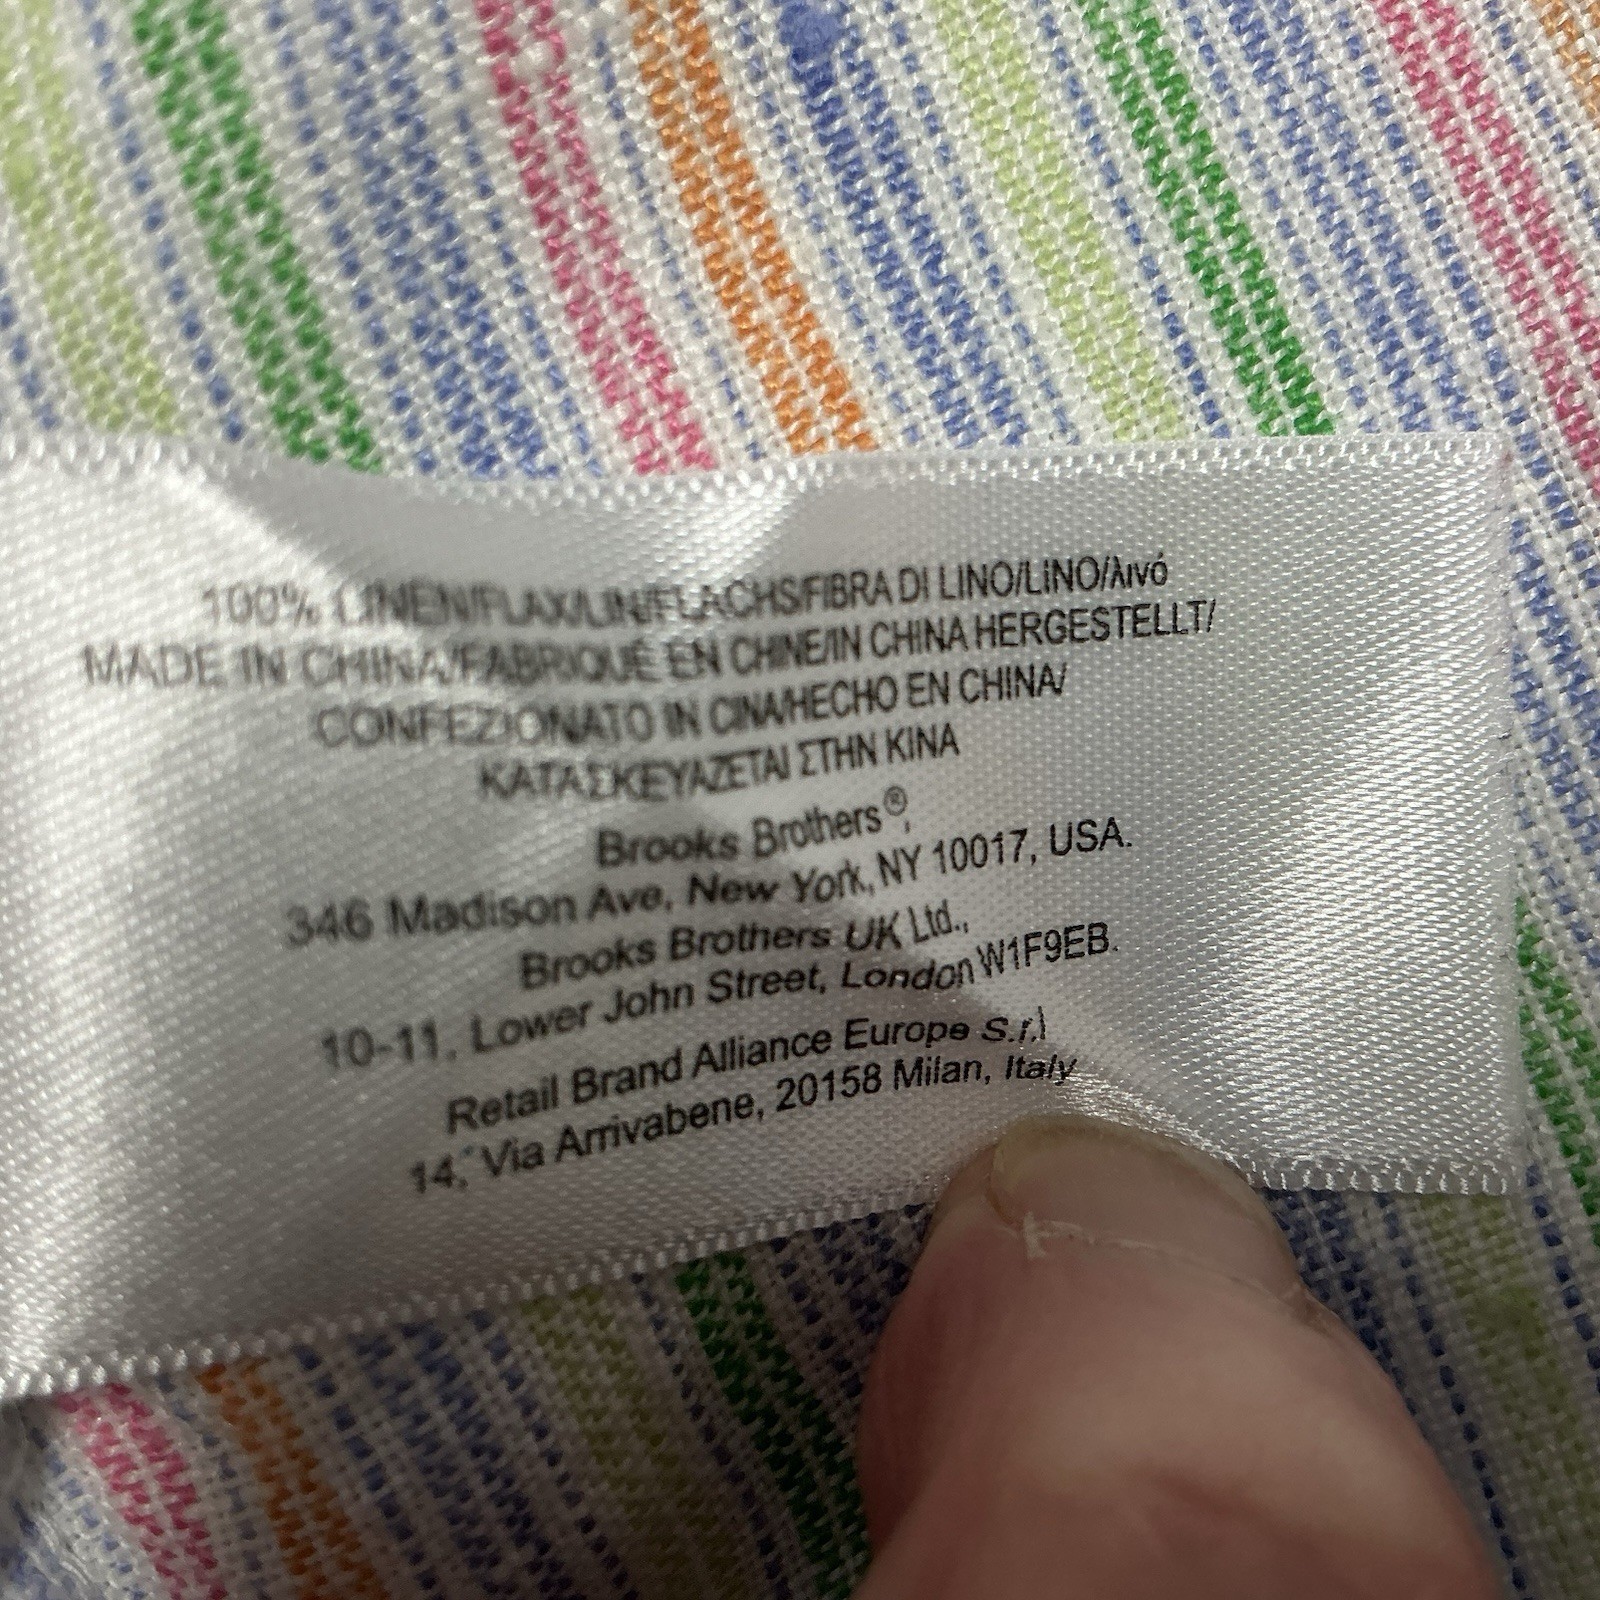 100% LINEN/FLAX/LIN/FLACHS/FIBRA DI LINO/LINO/λινό
MADE IN CHINA/FABRIQUÉ EN CHINE/IN CHINA HERGESTELLT/
CONFEZIONATO IN CINA/HECHO EN CHINA/
ΚΑΤΑΣΚΕΥΑΖΕΤΑΙ ΣΤΗΝ ΚΙΝΑ
Brooks Brothers®,
346 Madison Ave, New York, NY 10017, USA.
Brooks Brothers UK Ltd.,
10-11, Lower John Street, London W1F9EB.
Retail Brand Alliance Europe S.r.l
14, Via Arrivabene, 20158 Milan, Italy